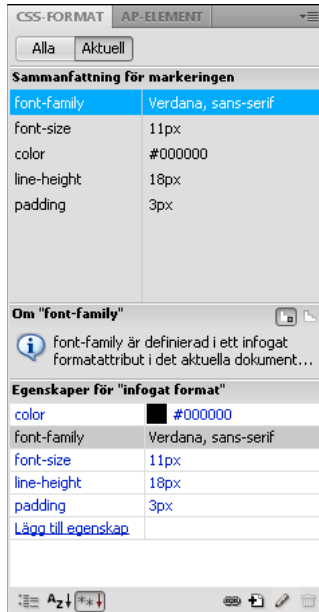 CSS-FORMAT AP-ELEMENT
Alla Aktuell
Sammanfattning för markeringen
font-family Verdana, sans-serif
font-size 11px
color #000000
line-height 18px
padding 3px
Om "font-family"
font-family är definierad i ett infogat
formatattribut i det aktuella dokument...
Egenskaper för "infogat format"
color #000000
font-family Verdana, sans-serif
font-size 11px
line-height 18px
padding 3px
Lägg till egenskap
Az↓ **↓